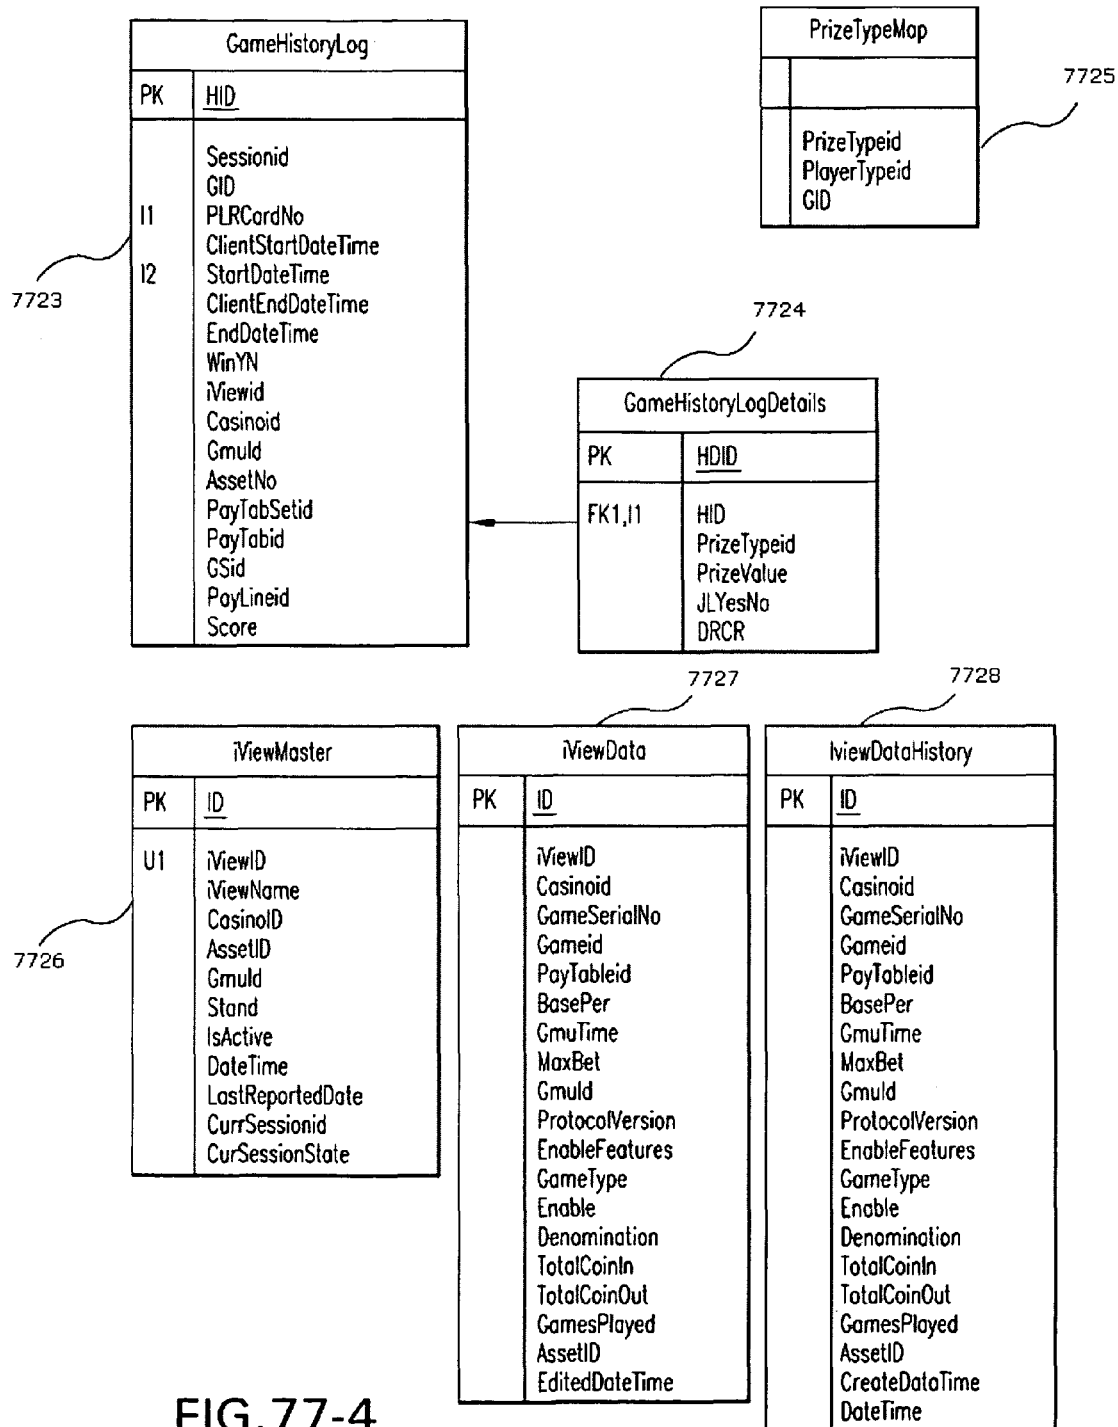 GameHistoryLog
PK HID
Sessionid
GID
I1 PLRCardNo
ClientStartDateTime
I2 StartDateTime
ClientEndDateTime
EndDateTime
WinYN
iViewid
Casinoid
GmuId
AssetNo
PayTabSetid
PayTabid
GSid
PayLineid
Score
7723
PrizeTypeMap
PrizeTypeid
PlayerTypeid
GID
7725
7724
GameHistoryLogDetails
PK HDID
FK1,I1 HID
PrizeTypeid
PrizeValue
JLYesNo
DRCR
iViewMaster
PK ID
U1 iViewID
iViewName
CasinoID
AssetID
GmuId
Stand
IsActive
DateTime
LastReportedDate
CurrSessionid
CurSessionState
7726
7727
iViewData
PK ID
iViewID
Casinoid
GameSerialNo
Gameid
PayTableid
BasePer
GmuTime
MaxBet
GmuId
ProtocolVersion
EnableFeatures
GameType
Enable
Denomination
TotalCoinIn
TotalCoinOut
GamesPlayed
AssetID
EditedDateTime
7728
IviewDataHistory
PK ID
iViewID
Casinoid
GameSerialNo
Gameid
PayTableid
BasePer
GmuTime
MaxBet
GmuId
ProtocolVersion
EnableFeatures
GameType
Enable
Denomination
TotalCoinIn
TotalCoinOut
GamesPlayed
AssetID
CreateDataTime
DateTime
FIG.77-4